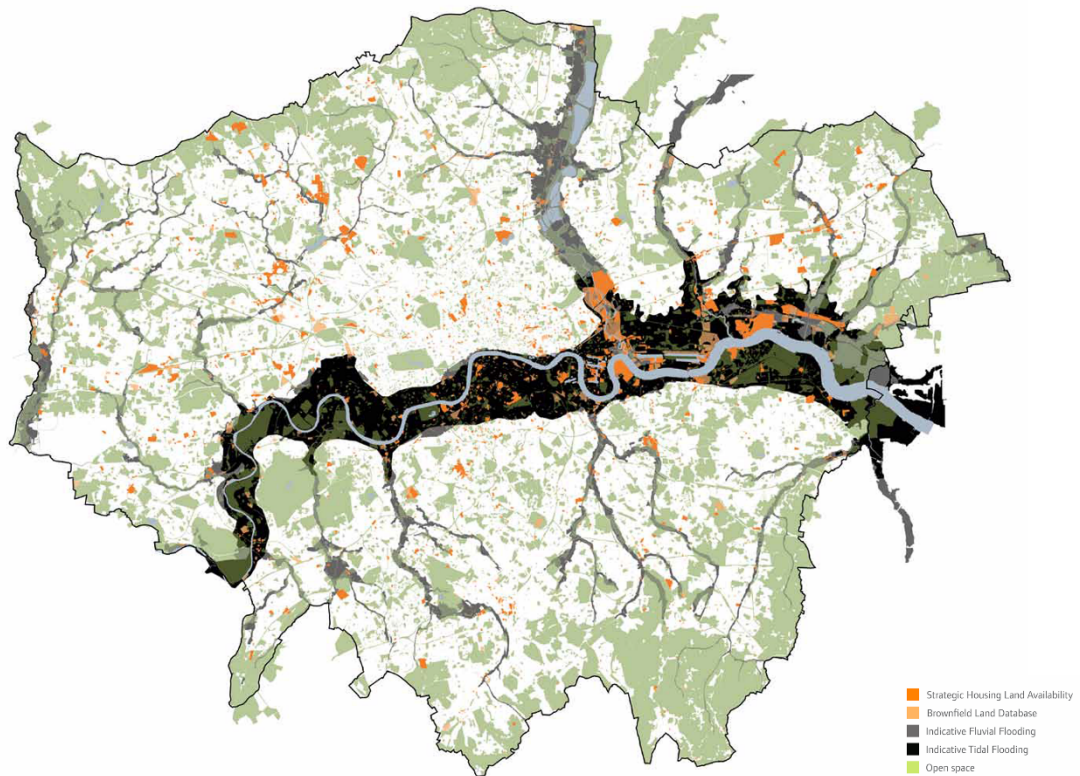 Strategic Housing Land Availability
Brownfield Land Database
Indicative Fluvial Flooding
Indicative Tidal Flooding
Open space